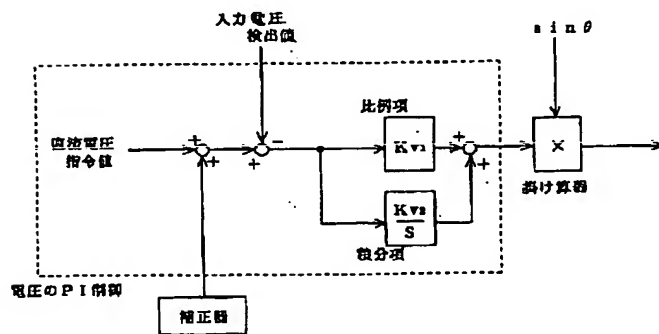 入力電圧
検出値
sinθ
直流電圧
指令値
+
+
+
−
比例項
Kv1
+
+
×
掛け算器
Kv2
S
積分項
電圧のPI制御
補正器